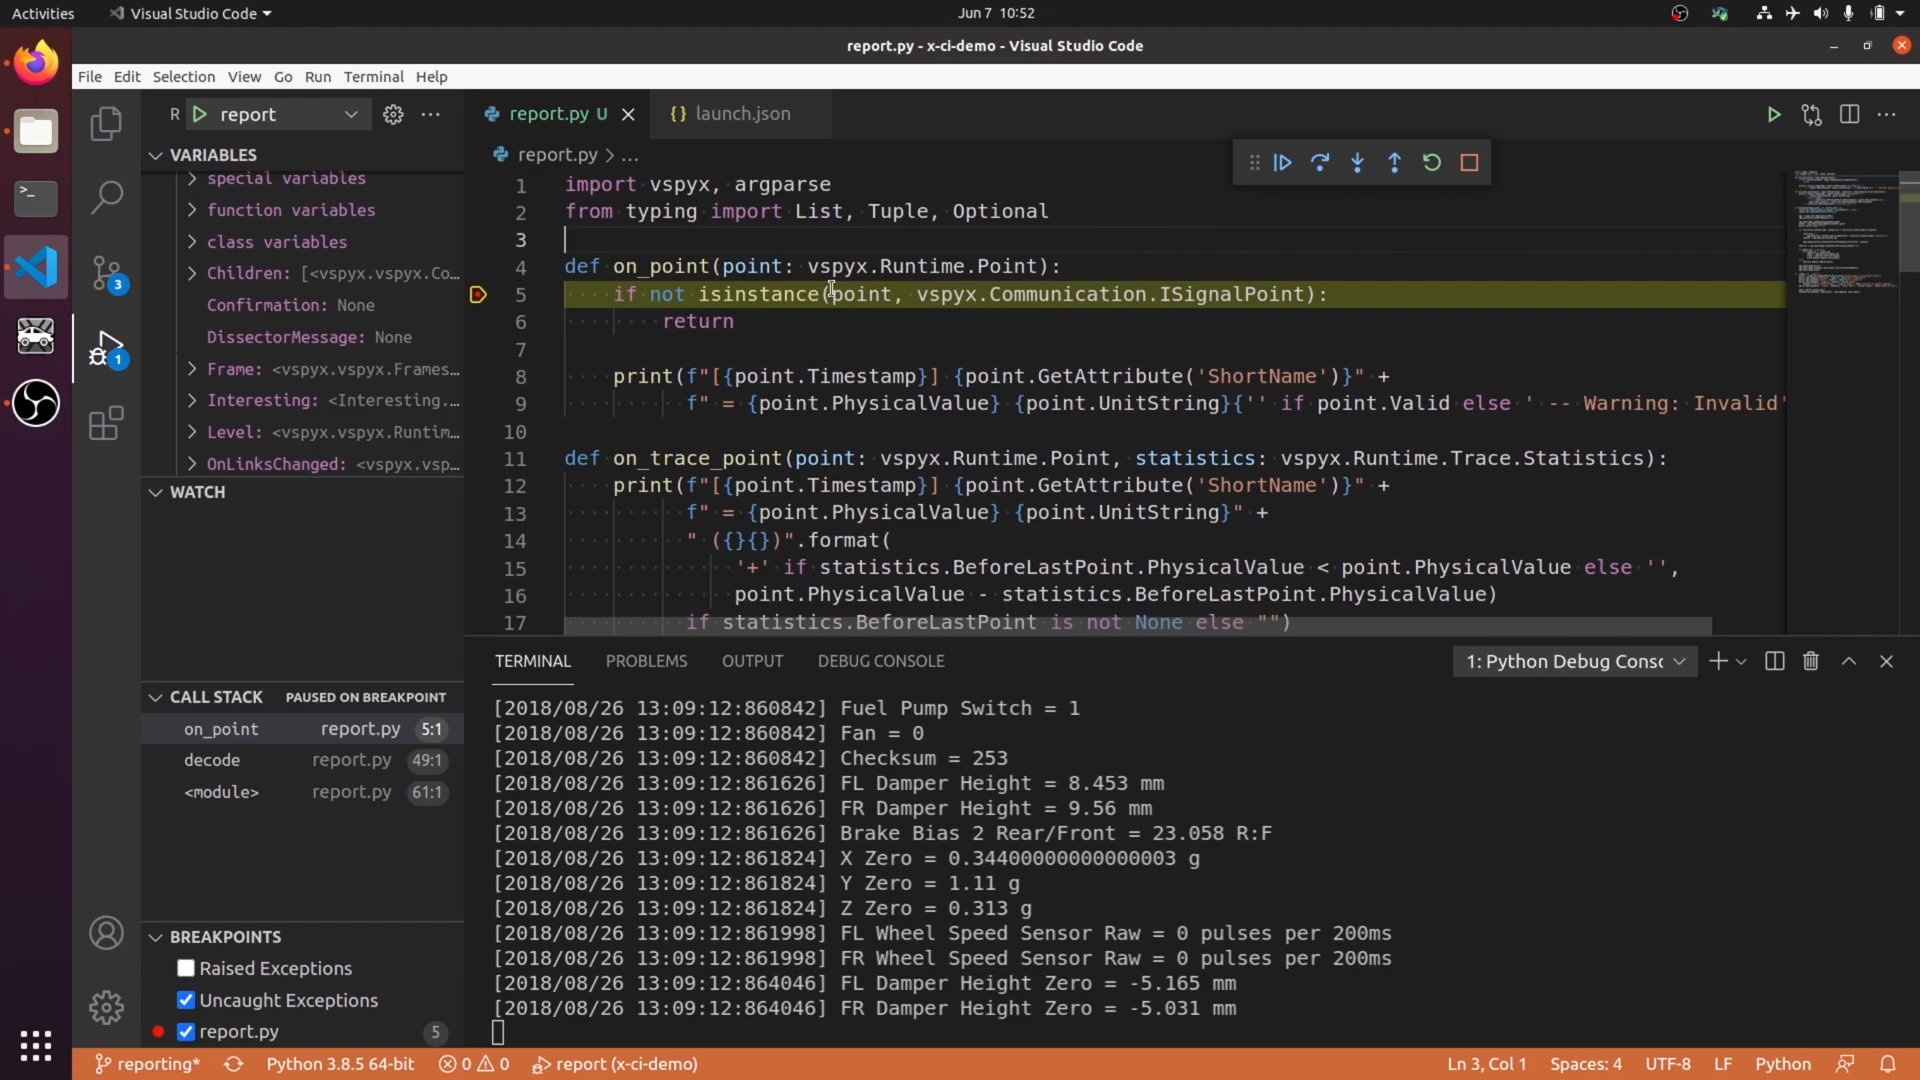 Activities
Visual Studio Code
Jun 7 10:52
report.py - x-ci-demo - Visual Studio Code
File Edit Selection View Go Run Terminal Help
R report
report.py U
{} launch.json
VARIABLES
special variables
function variables
class variables
Children: [<vspyx.vspyx.Co...
Confirmation: None
DissectorMessage: None
Frame: <vspyx.vspyx.Frames...
Interesting: <Interesting...
Level: <vspyx.vspyx.Runtim...
OnLinksChanged: <vspyx.vsp...
WATCH
CALL STACK PAUSED ON BREAKPOINT
on_point report.py 5:1
decode report.py 49:1
<module> report.py 61:1
BREAKPOINTS
Raised Exceptions
Uncaught Exceptions
report.py 5
3
1
report.py > ...
1 import vspyx, argparse
2 from typing import List, Tuple, Optional
3
4 def on_point(point: vspyx.Runtime.Point):
5 if not isinstance(point, vspyx.Communication.ISignalPoint):
6 return
7
8 print(f"[{point.Timestamp}] {point.GetAttribute('ShortName')}" +
9 f" = {point.PhysicalValue} {point.UnitString}{'' if point.Valid else ' -- Warning: Invalid'
10
11 def on_trace_point(point: vspyx.Runtime.Point, statistics: vspyx.Runtime.Trace.Statistics):
12 print(f"[{point.Timestamp}] {point.GetAttribute('ShortName')}" +
13 f" = {point.PhysicalValue} {point.UnitString}" +
14 " ({}{})".format(
15 '+' if statistics.BeforeLastPoint.PhysicalValue < point.PhysicalValue else '',
16 point.PhysicalValue - statistics.BeforeLastPoint.PhysicalValue)
17 if statistics.BeforeLastPoint is not None else "")
TERMINAL PROBLEMS OUTPUT DEBUG CONSOLE
1: Python Debug Consc
[2018/08/26 13:09:12:860842] Fuel Pump Switch = 1
[2018/08/26 13:09:12:860842] Fan = 0
[2018/08/26 13:09:12:860842] Checksum = 253
[2018/08/26 13:09:12:861626] FL Damper Height = 8.453 mm
[2018/08/26 13:09:12:861626] FR Damper Height = 9.56 mm
[2018/08/26 13:09:12:861626] Brake Bias 2 Rear/Front = 23.058 R:F
[2018/08/26 13:09:12:861824] X Zero = 0.34400000000000003 g
[2018/08/26 13:09:12:861824] Y Zero = 1.11 g
[2018/08/26 13:09:12:861824] Z Zero = 0.313 g
[2018/08/26 13:09:12:861998] FL Wheel Speed Sensor Raw = 0 pulses per 200ms
[2018/08/26 13:09:12:861998] FR Wheel Speed Sensor Raw = 0 pulses per 200ms
[2018/08/26 13:09:12:864046] FL Damper Height Zero = -5.165 mm
[2018/08/26 13:09:12:864046] FR Damper Height Zero = -5.031 mm
reporting* Python 3.8.5 64-bit 0 0 report (x-ci-demo)
Ln 3, Col 1 Spaces: 4 UTF-8 LF Python